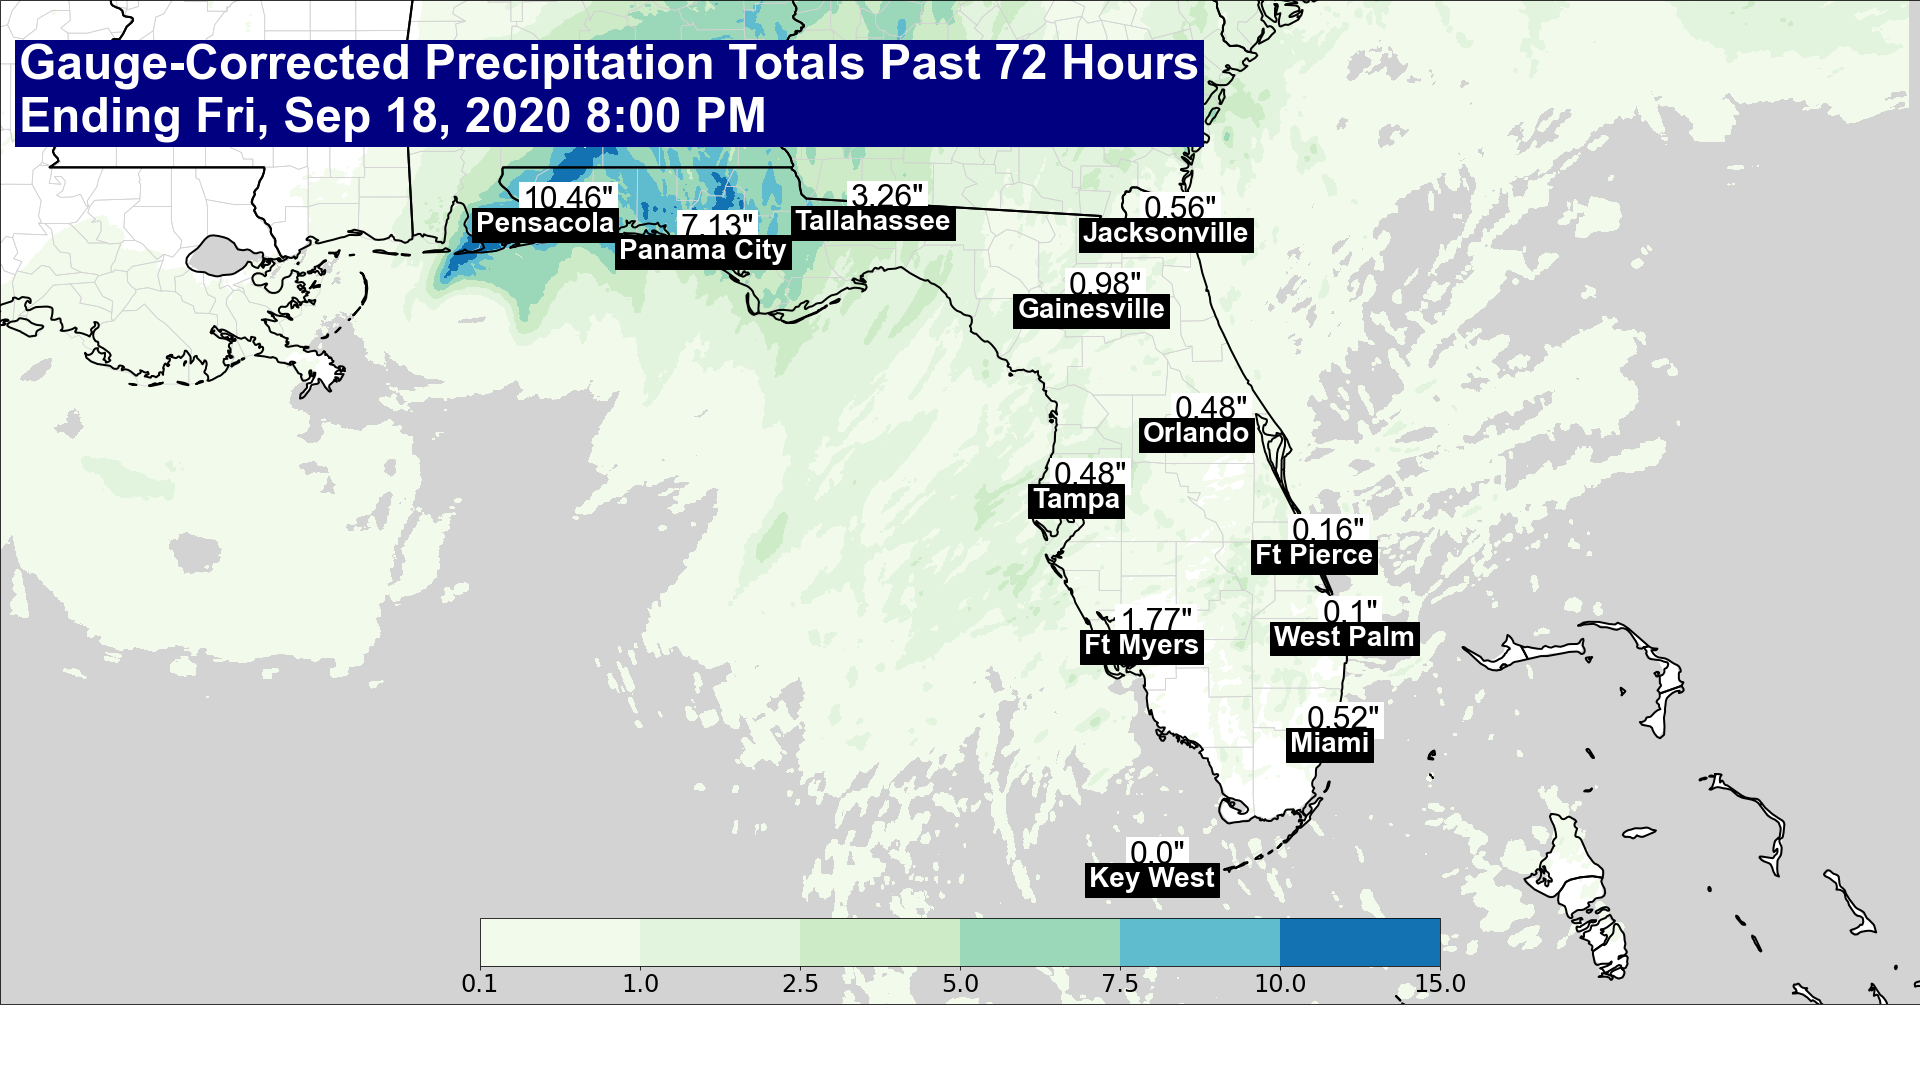 Gauge-Corrected Precipitation Totals Past 72 Hours
Ending Fri, Sep 18, 2020 8:00 PM
10.46"
Pensacola
7.13"
Panama City
3.26"
Tallahassee
0.56"
Jacksonville
0.98"
Gainesville
0.48"
Orlando
0.48"
Tampa
0.16"
Ft Pierce
1.77"
Ft Myers
0.1"
West Palm
0.52"
Miami
0.0"
Key West
0.1 1.0 2.5 5.0 7.5 10.0 15.0